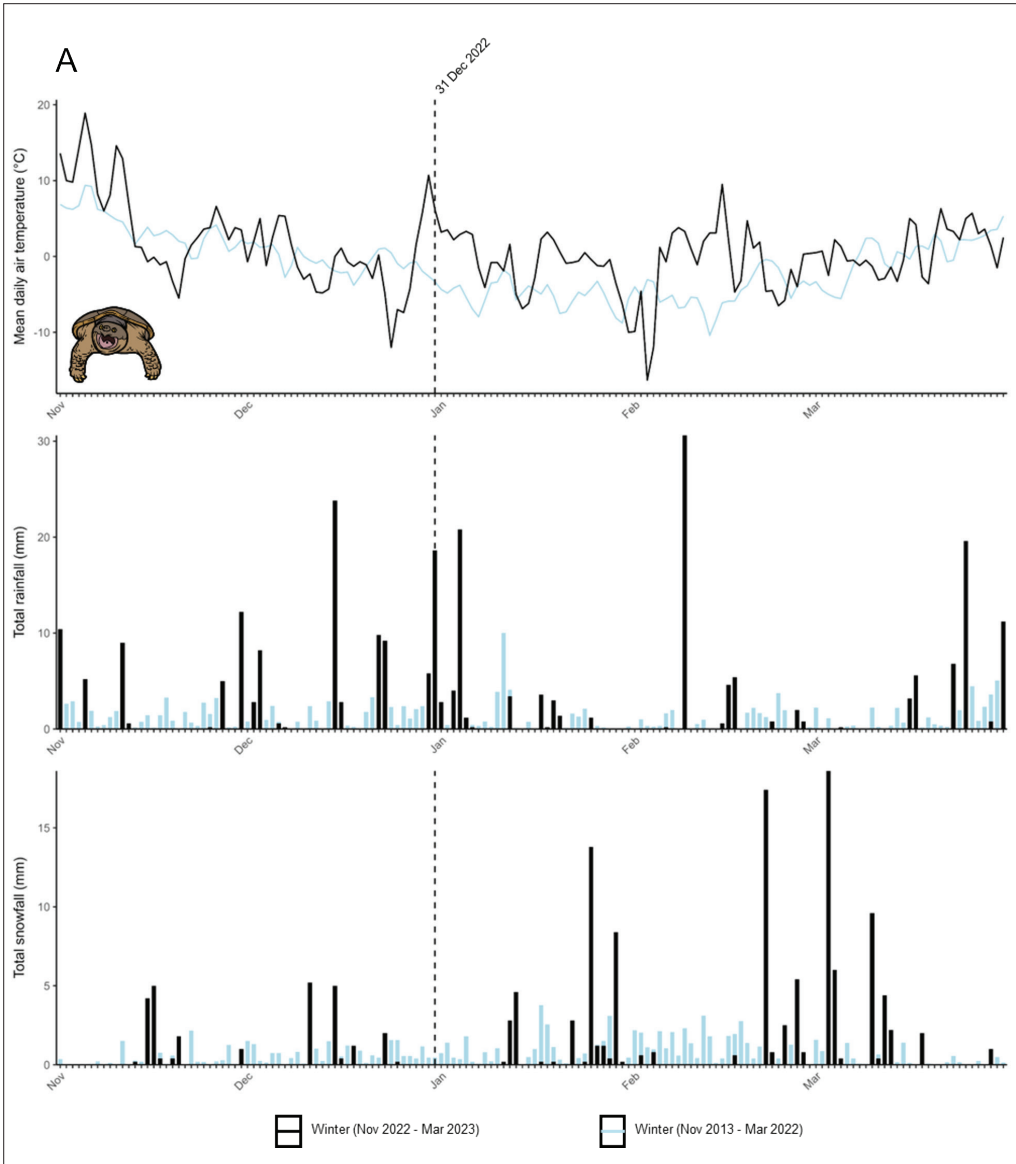 A
31 Dec 2022
Mean daily air temperature (°C)
20
10
0
-10
Nov
Dec
Jan
Feb
Mar
Total rainfall (mm)
30
20
10
0
Nov
Dec
Jan
Feb
Mar
Total snowfall (mm)
15
10
5
0
Nov
Dec
Jan
Feb
Mar
Winter (Nov 2022 - Mar 2023)
Winter (Nov 2013 - Mar 2022)